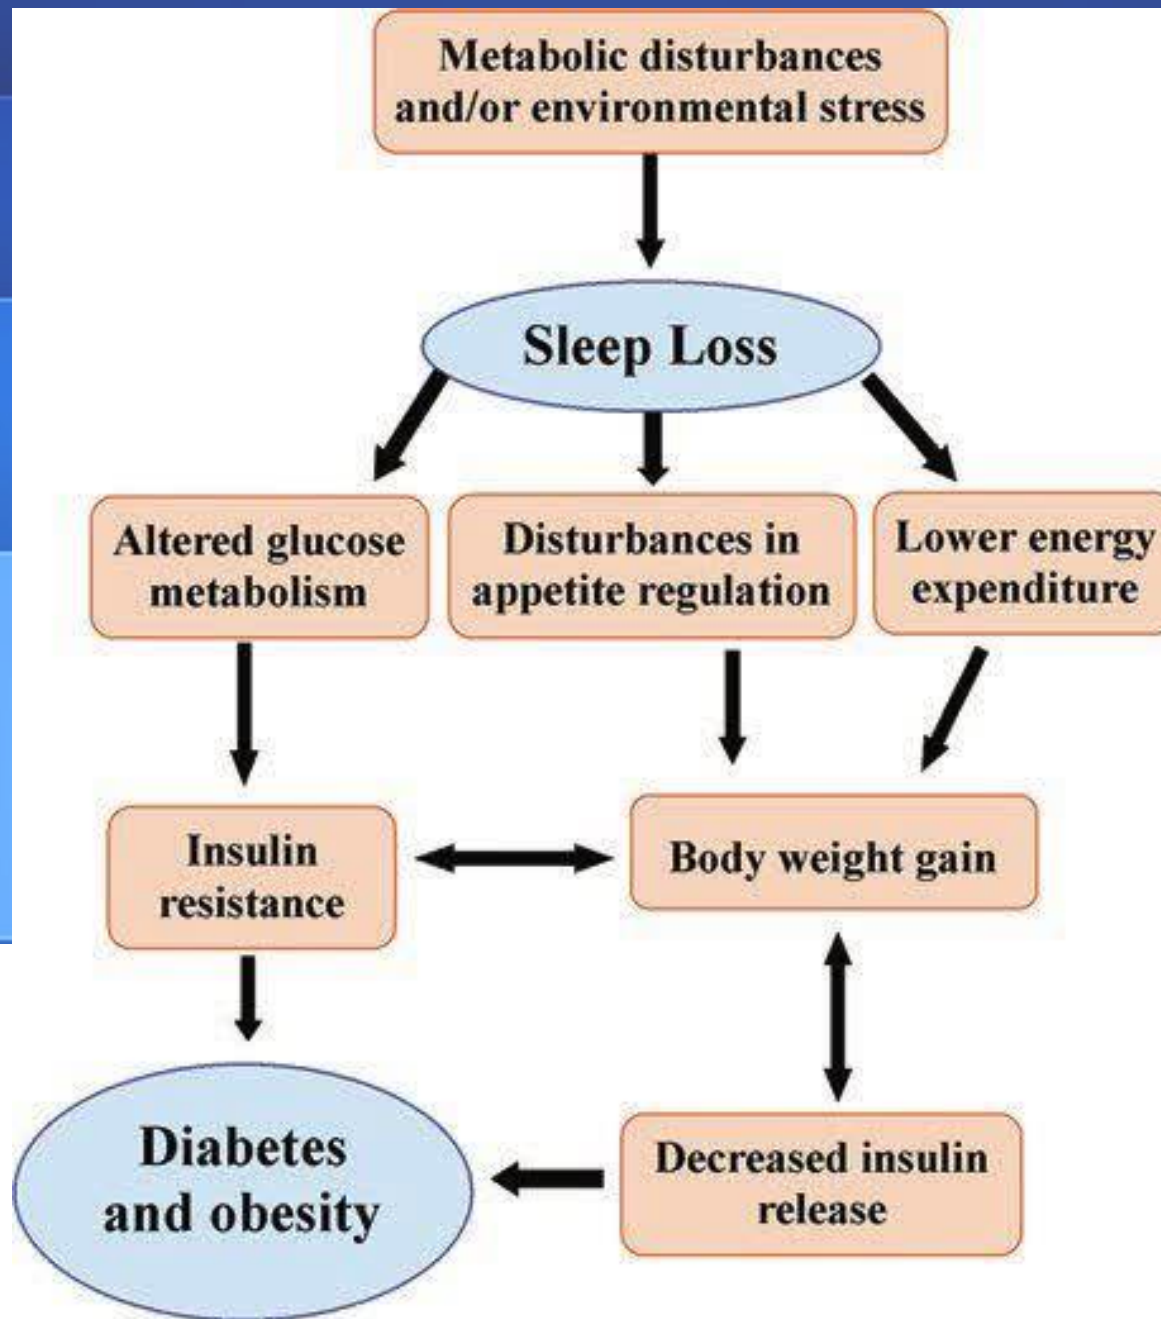 Metabolic disturbances
and/or environmental stress
Sleep Loss
Altered glucose
metabolism
Disturbances in
appetite regulation
Lower energy
expenditure
Insulin
resistance
Body weight gain
Diabetes
and obesity
Decreased insulin
release